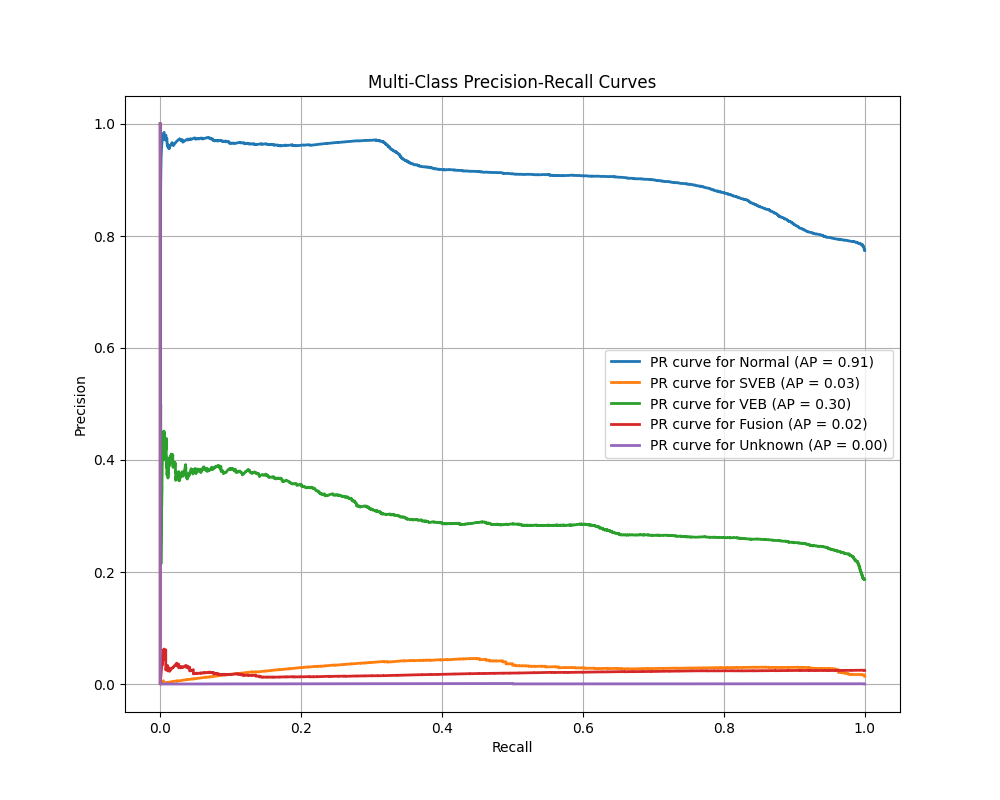 Multi-Class Precision-Recall Curves
1.0
0.8
0.6
0.4
0.2
0.0
Precision
PR curve for Normal (AP = 0.91)
PR curve for SVEB (AP = 0.03)
PR curve for VEB (AP = 0.30)
PR curve for Fusion (AP = 0.02)
PR curve for Unknown (AP = 0.00)
0.0 0.2 0.4 0.6 0.8 1.0
Recall